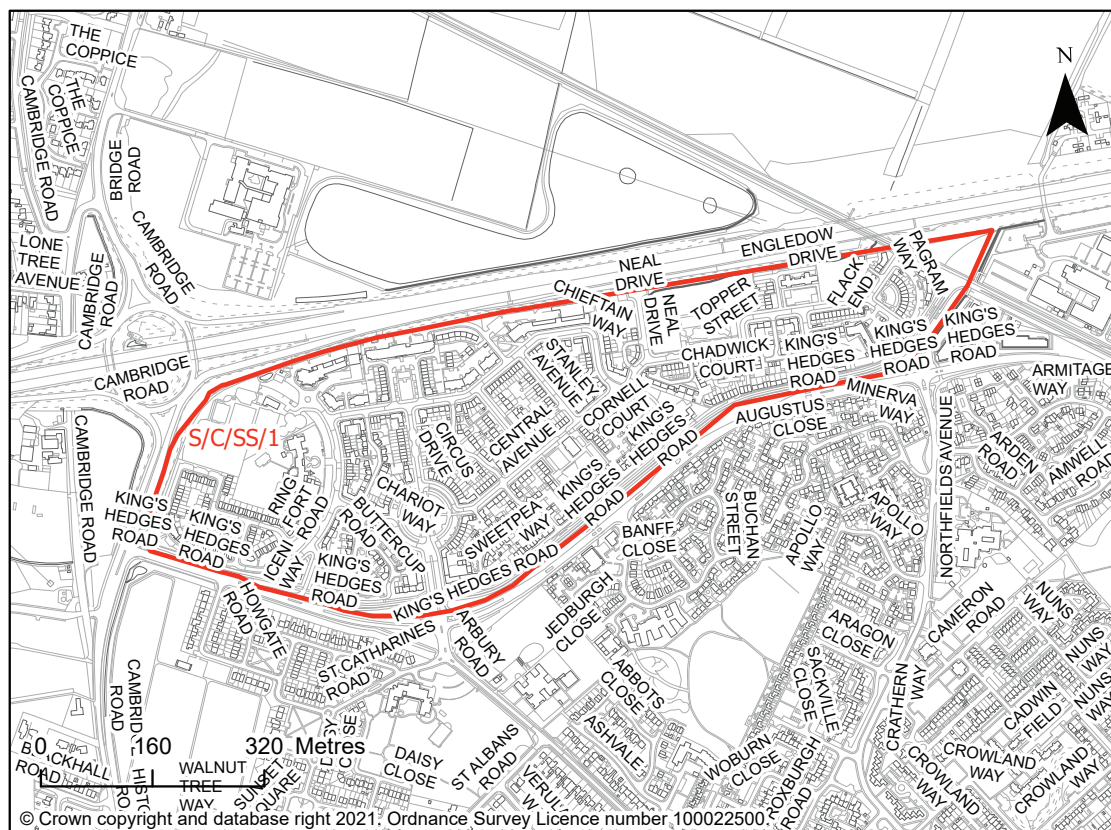 THE
COPPICE
THE
COPPICE
CAMBRIDGE ROAD
BRIDGE
ROAD
CAMBRIDGE
ROAD
LONE
TREE
AVENUE
CAMBRIDGE
ROAD
CAMBRIDGE
ROAD
CAMBRIDGE ROAD
N
ENGLEDOW
DRIVE
NEAL
DRIVE
CHIEFTAIN
WAY
NEAL
DRIVE
TOPPER
STREET
FLACK
END
PAGRAM
WAY
KING'S
HEDGES
ROAD
KING'S
HEDGES
ROAD
KING'S
HEDGES
ROAD
CHADWICK
COURT
STANLEY
AVENUE
CORNELL
COURT
CENTRAL
AVENUE
CIRCUS
DRIVE
CHARIOT
WAY
KING'S
HEDGES
ROAD
KING'S
HEDGES
ROAD
SWEETPEA
WAY
BUTTERCUP
ROAD
RING
FORT
ROAD
ICENI
WAY
S/C/SS/1
KING'S
HEDGES
ROAD
KING'S
HEDGES
ROAD
KING'S
HEDGES
ROAD
KING'S HEDGES ROAD
MINERVA
WAY
AUGUSTUS
CLOSE
ARMITAGE
WAY
ARDEN
ROAD
AMWELL
ROAD
NORTHFIELDS AVENUE
APOLLO
WAY
APOLLO
WAY
BUCHAN
STREET
BANFF
CLOSE
JEDBURGH
CLOSE
HOWGATE
ROAD
ST CATHARINES
ROAD
ARBURY
ROAD
ABBOTS
CLOSE
ASHVALE
ARAGON
CLOSE
SACKVILLE
CLOSE
CRATHERN
WAY
CAMERON
ROAD
NUNS
WAY
NUNS
WAY
NUNS
WAY
CADWIN
FIELD
CROWLAND
WAY
CROWLAND
WAY
CROWLAND
WAY
WOBURN
CLOSE
ROXBURGH
ROAD
ST ALBANS
ROAD
DAISY
CLOSE
CLOSE
SQUARE
WALNUT
TREE
WAY
ROAD
0 160 320 Metres
© Crown copyright and database right 2021. Ordnance Survey Licence number 100022500.